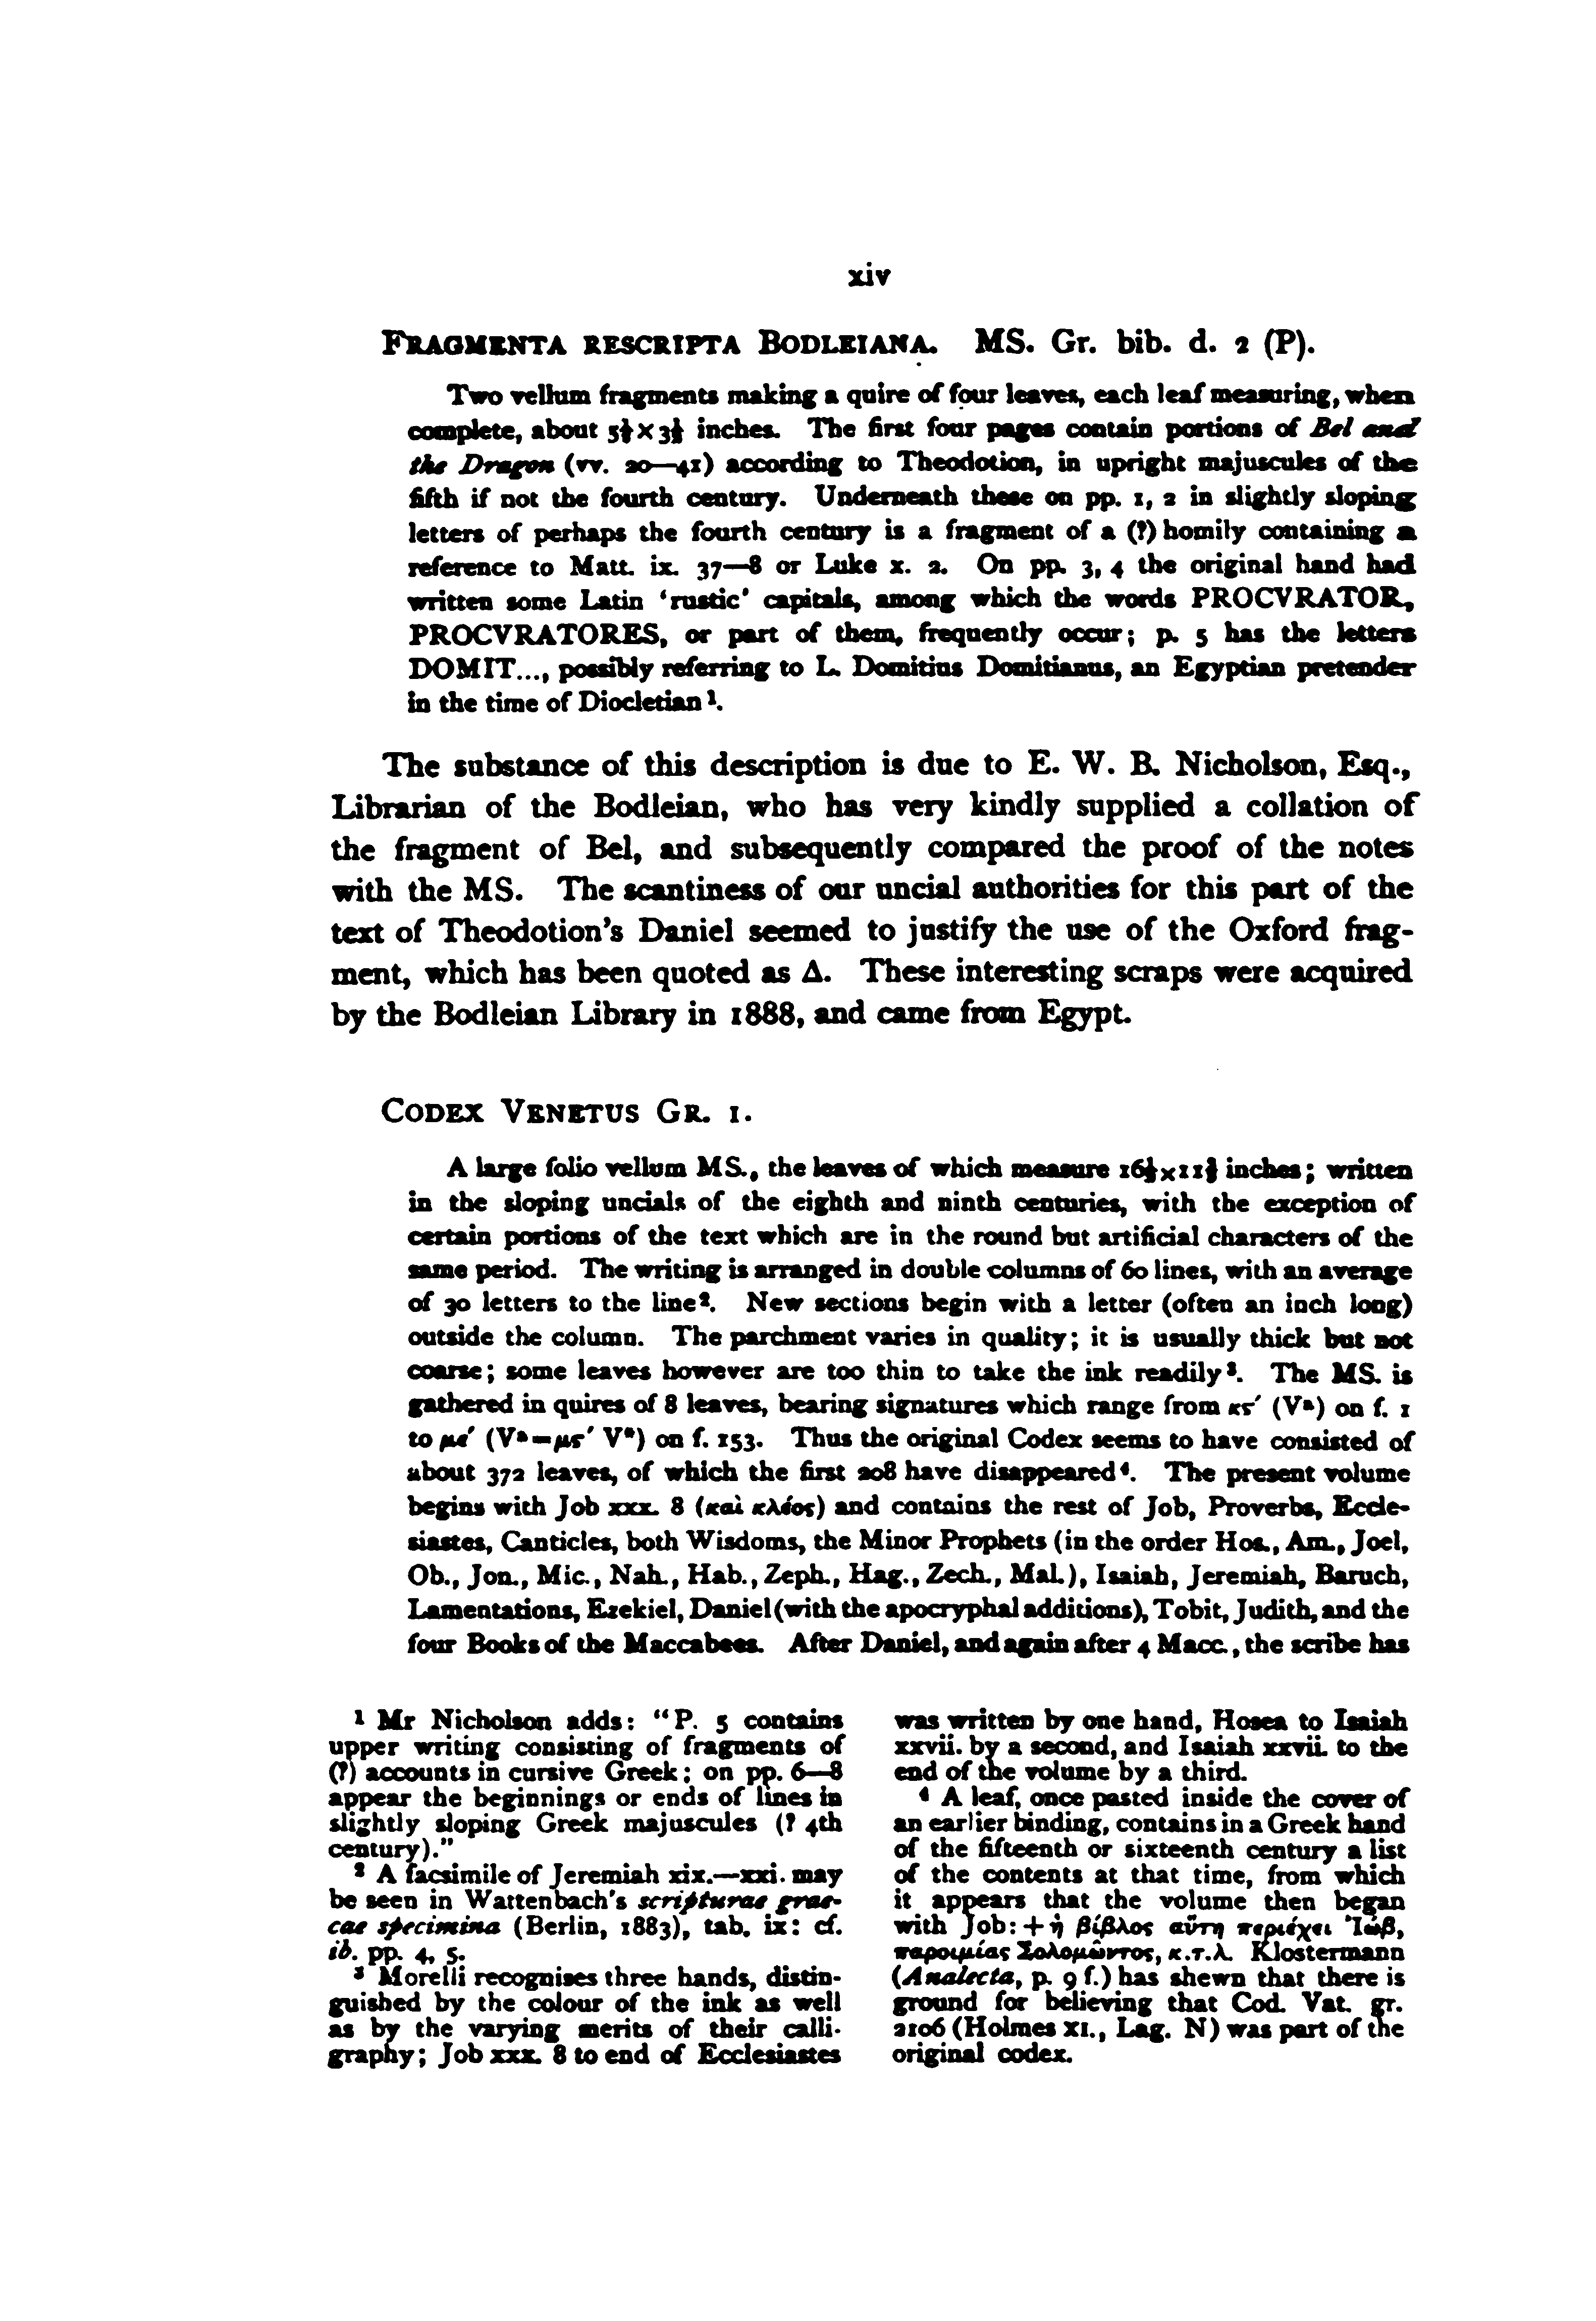 xiv
FRAGMENTA RESCRIPTA BODLEIANA. MS. Gr. bib. d. 2 (P).
Two vellum fragments making a quire of four leaves, each leaf measuring, when
complete, about inches. The first four pages contain portions of Bel and
the Dragon (vv. 20—41) according to Theodotion, in upright majuscules of the
fifth if not the fourth century. Underneath these on pp. 1, 2 in slightly sloping
letters of perhaps the fourth century is a fragment of a (?) homily containing a
reference to Matt. ix. 37—8 or Luke x. 2. On pp. 3, 4 the original hand had
written some Latin ‘rustic’ capitals, among which the words PROCVRATOR,
PROCVRATORES, or part of them, frequently occur; p. 5 has the letters
DOMIT..., possibly referring to L. Domitius Domitianus, an Egyptian pretender
in the time of Diocletian¹.
The substance of this description is due to E. W. B. Nicholson, Esq.,
Librarian of the Bodleian, who has very kindly supplied a collation of
the fragment of Bel, and subsequently compared the proof of the notes
with the MS. The scantiness of our uncial authorities for this part of the
text of Theodotion’s Daniel seemed to justify the use of the Oxford frag-
ment, which has been quoted as Δ. These interesting scraps were acquired
by the Bodleian Library in 1888, and came from Egypt.
CODEX VENETUS GR. 1.
A large folio vellum MS., the leaves of which measure inches; written
in the sloping uncials of the eighth and ninth centuries, with the exception of
certain portions of the text which are in the round but artificial characters of the
same period. The writing is arranged in double columns of 60 lines, with an average
of 30 letters to the line². New sections begin with a letter (often an inch long)
outside the column. The parchment varies in quality; it is usually thick but not
coarse; some leaves however are too thin to take the ink readily³. The MS. is
gathered in quires of 8 leaves, bearing signatures which range from κϛ′ (Vᵃ) on f. 1
to (Vᵃ = μϛ′ V*) on f. 153. Thus the original Codex seems to have consisted of
about 372 leaves, of which the first 208 have disappeared⁴. The present volume
begins with Job xxx. 8 (καὶ κλέος) and contains the rest of Job, Proverbs, Eccle-
siastes, Canticles, both Wisdoms, the Minor Prophets (in the order Hos., Am., Joel,
Ob., Jon., Mic., Nah., Hab., Zeph., Hag., Zech., Mal.), Isaiah, Jeremiah, Baruch,
Lamentations, Ezekiel, Daniel (with the apocryphal additions), Tobit, Judith, and the
four Books of the Maccabees. After Daniel, and again after 4 Macc., the scribe has
¹ Mr Nicholson adds: “P. 5 contains
upper writing consisting of fragments of
(?) accounts in cursive Greek; on pp. 6—8
appear the beginnings or ends of lines in
slightly sloping Greek majuscules (? 4th
century).”
² A facsimile of Jeremiah xix.—xxi. may
be seen in Wattenbach’s scripturae grae-
cae specimina (Berlin, 1883), tab. ix: cf.
ib. pp. 4, 5.
³ Morelli recognises three hands, distin-
guished by the colour of the ink as well
as by the varying merits of their calli-
graphy; Job xxx. 8 to end of Ecclesiastes
was written by one hand, Hosea to Isaiah
xxvii. by a second, and Isaiah xxvii. to the
end of the volume by a third.
⁴ A leaf, once pasted inside the cover of
an earlier binding, contains in a Greek hand
of the fifteenth or sixteenth century a list
of the contents at that time, from which
it appears that the volume then began
with Job: + ἡ βίβλος αὕτη περιέχει Ἰώβ,
παροιμίας Σολομῶντος, κ.τ.λ. Klostermann
(Analecta, p. 9 f.) has shewn that there is
ground for believing that Cod. Vat. gr.
2106 (Holmes XI., Lag. N) was part of the
original codex.